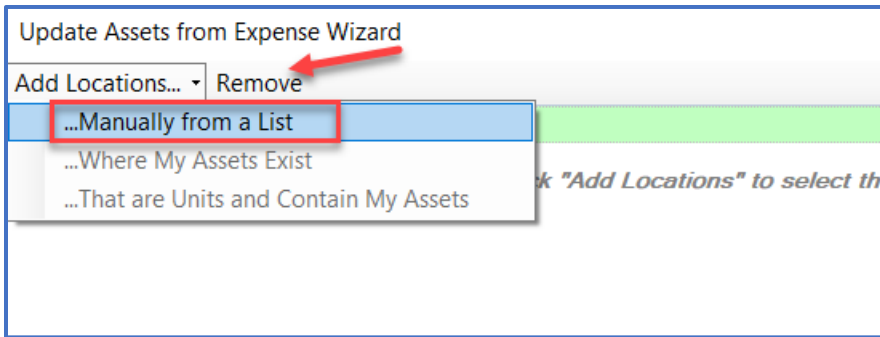 Update Assets from Expense Wizard
Add Locations... Remove
...Manually from a List
...Where My Assets Exist
"Add Locations" to select
...That are Units and Contain My Assets